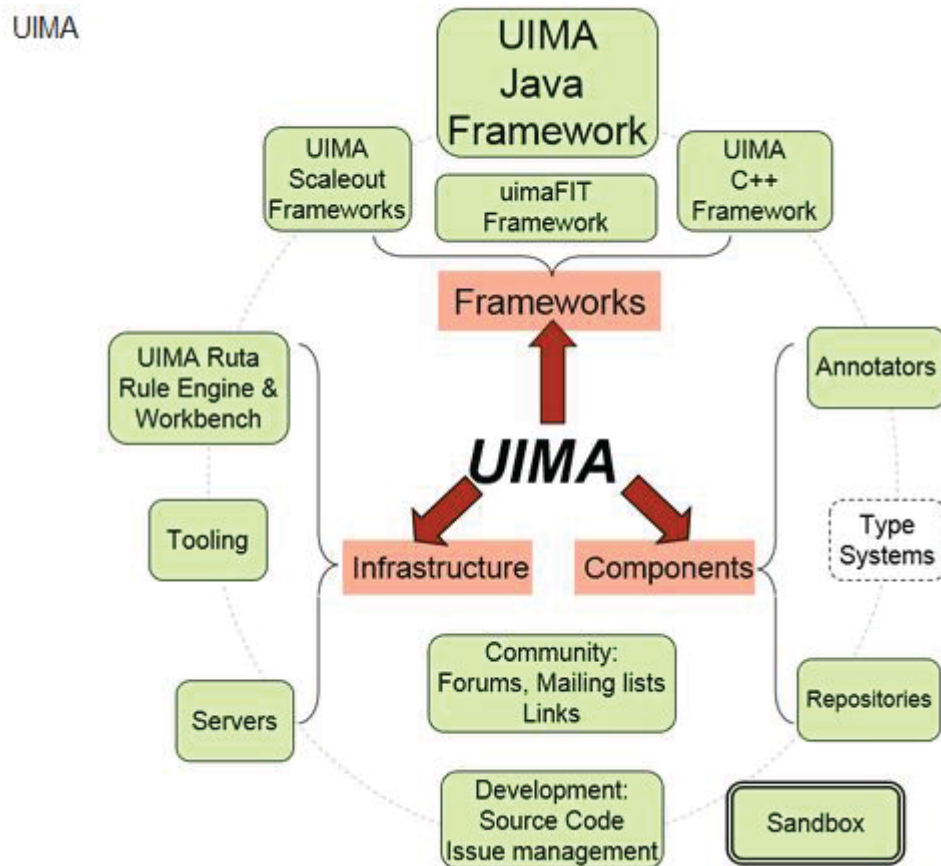 UIMA
UIMA
Java
Framework
UIMA
Scaleout
Frameworks
uimaFIT
Framework
UIMA
C++
Framework
Frameworks
UIMA Ruta
Rule Engine &
Workbench
Annotators
UIMA
Tooling
Type
Systems
Infrastructure
Components
Community:
Forums, Mailing lists
Links
Servers
Repositories
Development:
Source Code
Issue management
Sandbox